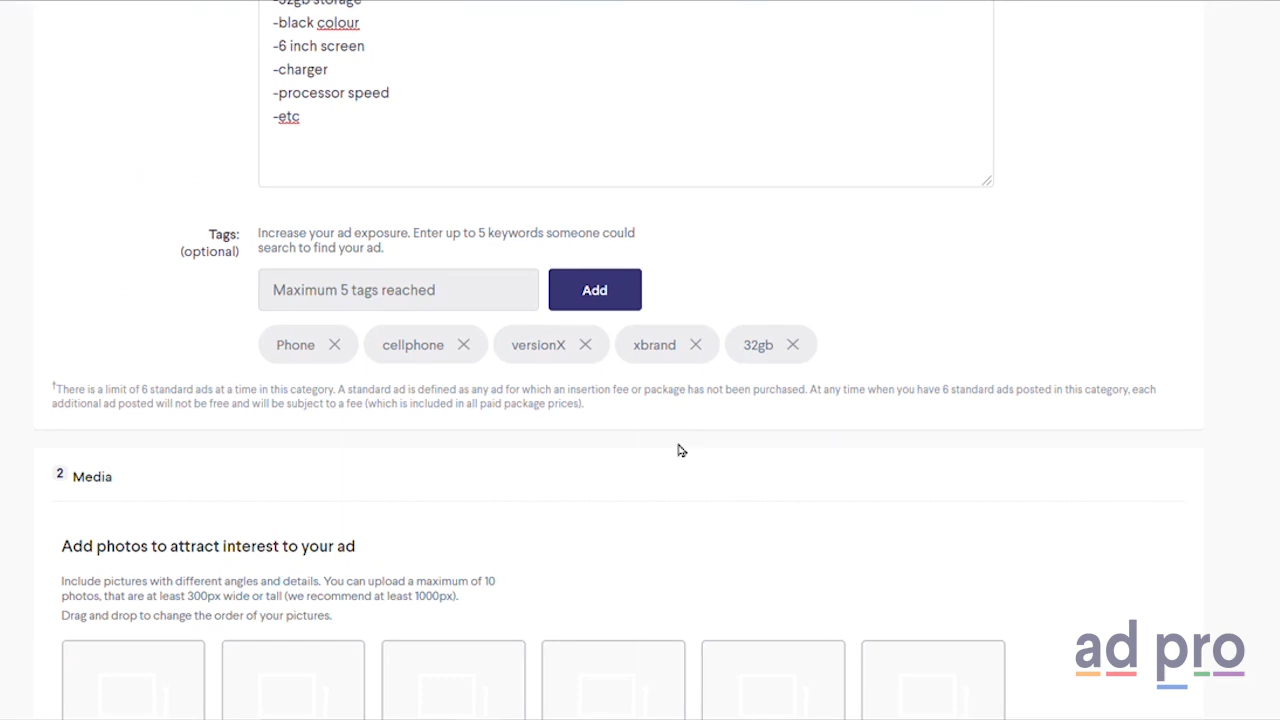 -32gb storage
-black colour
-6 inch screen
-charger
-processor speed
-etc
Tags:
(optional)
Increase your ad exposure. Enter up to 5 keywords someone could
search to find your ad.
Maximum 5 tags reached
Add
Phone
cellphone
versionX
xbrand
32gb
†There is a limit of 6 standard ads at a time in this category. A standard ad is defined as any ad for which an insertion fee or package has not been purchased. At any time when you have 6 standard ads posted in this category, each
additional ad posted will not be free and will be subject to a fee (which is included in all paid package prices).
2 Media
Add photos to attract interest to your ad
Include pictures with different angles and details. You can upload a maximum of 10
photos, that are at least 300px wide or tall (we recommend at least 1000px).
Drag and drop to change the order of your pictures.
ad pro